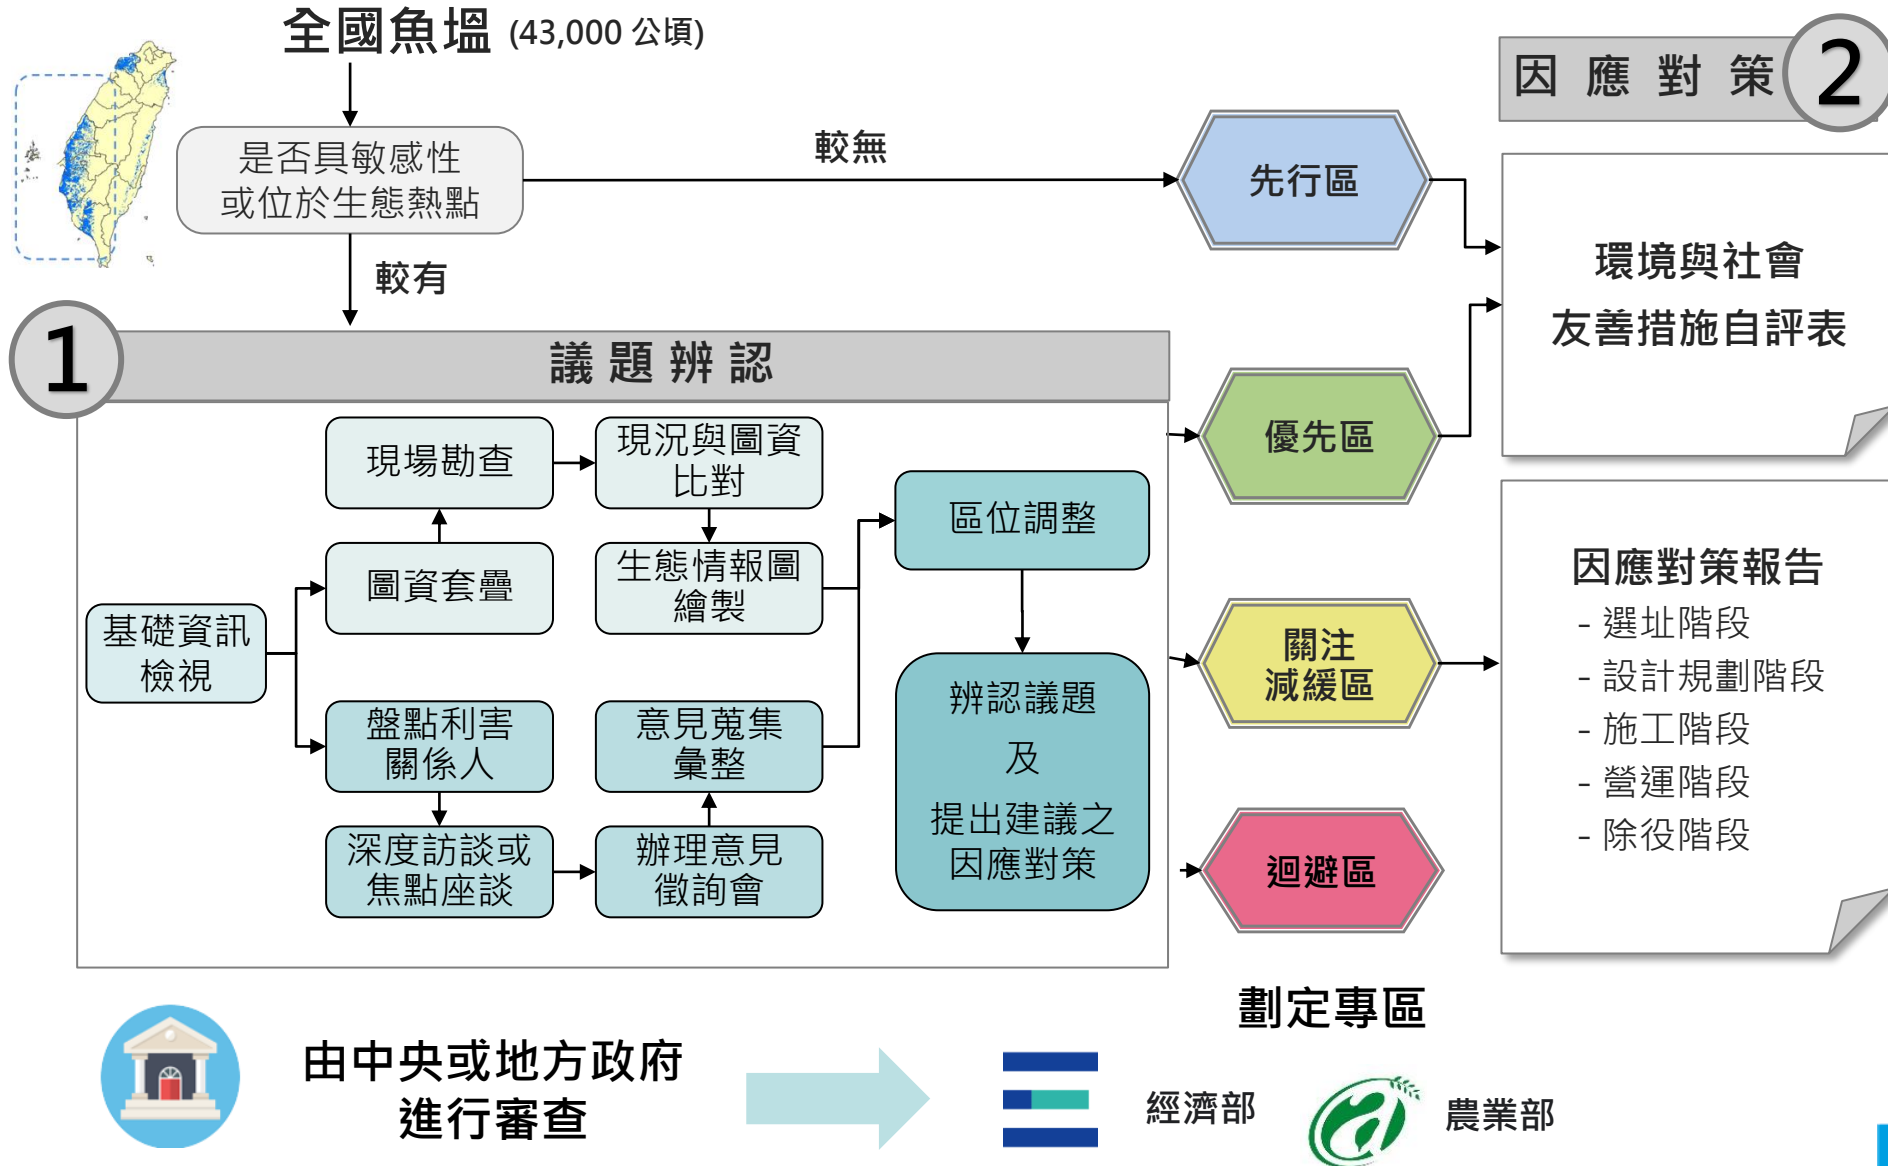 全國魚塭 (43,000 公頃)
因應對策 2
是否具敏感性
或位於生態熱點
較無
先行區
較有
環境與社會
友善措施自評表
1 議題辨認
現場勘查
現況與圖資
比對
圖資套疊
生態情報圖
繪製
基礎資訊
檢視
盤點利害
關係人
意見蒐集
彙整
深度訪談或
焦點座談
辦理意見
徵詢會
區位調整
辨認議題
及
提出建議之
因應對策
優先區
關注
減緩區
迴避區
因應對策報告
- 選址階段
- 設計規劃階段
- 施工階段
- 營運階段
- 除役階段
劃定專區
由中央或地方政府
進行審查
經濟部
農業部